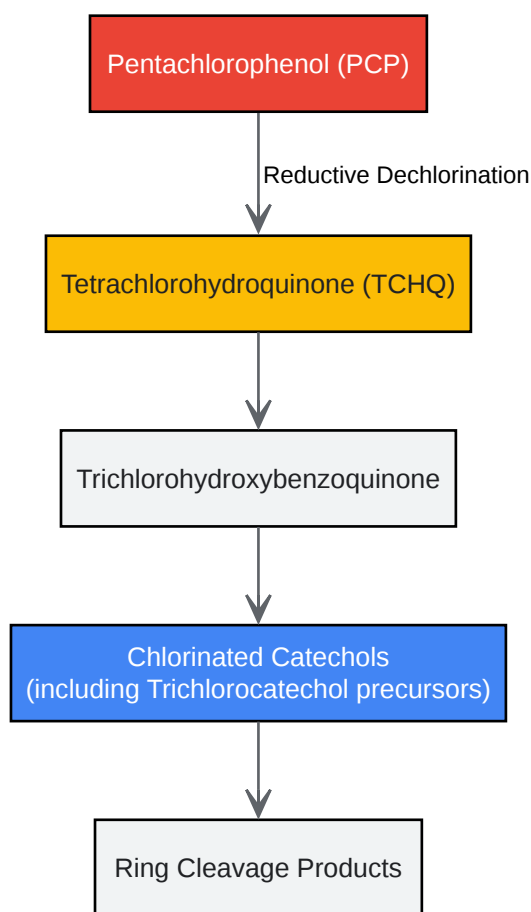 Pentachlorophenol (PCP)
Reductive Dechlorination
Tetrachlorohydroquinone (TCHQ)
Trichlorohydroxybenzoquinone
Chlorinated Catechols
(including Trichlorocatechol precursors)
Ring Cleavage Products